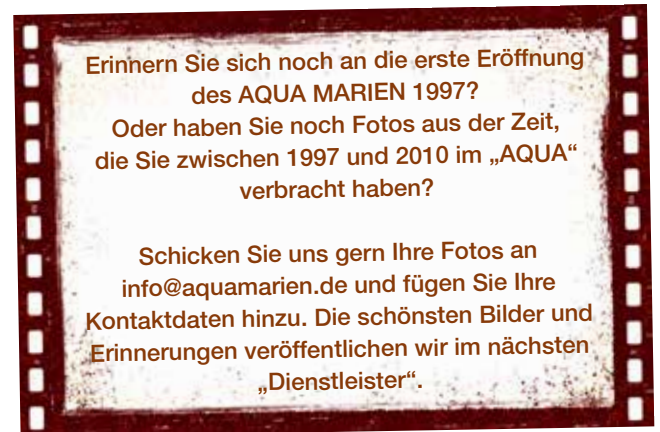 Erinnern Sie sich noch an die erste Eröffnung
des AQUA MARIEN 1997?
Oder haben Sie noch Fotos aus der Zeit,
die Sie zwischen 1997 und 2010 im „AQUA“
verbracht haben?
Schicken Sie uns gern Ihre Fotos an
info@aquamarien.de und fügen Sie Ihre
Kontaktdaten hinzu. Die schönsten Bilder und
Erinnerungen veröffentlichen wir im nächsten
„Dienstleister“.